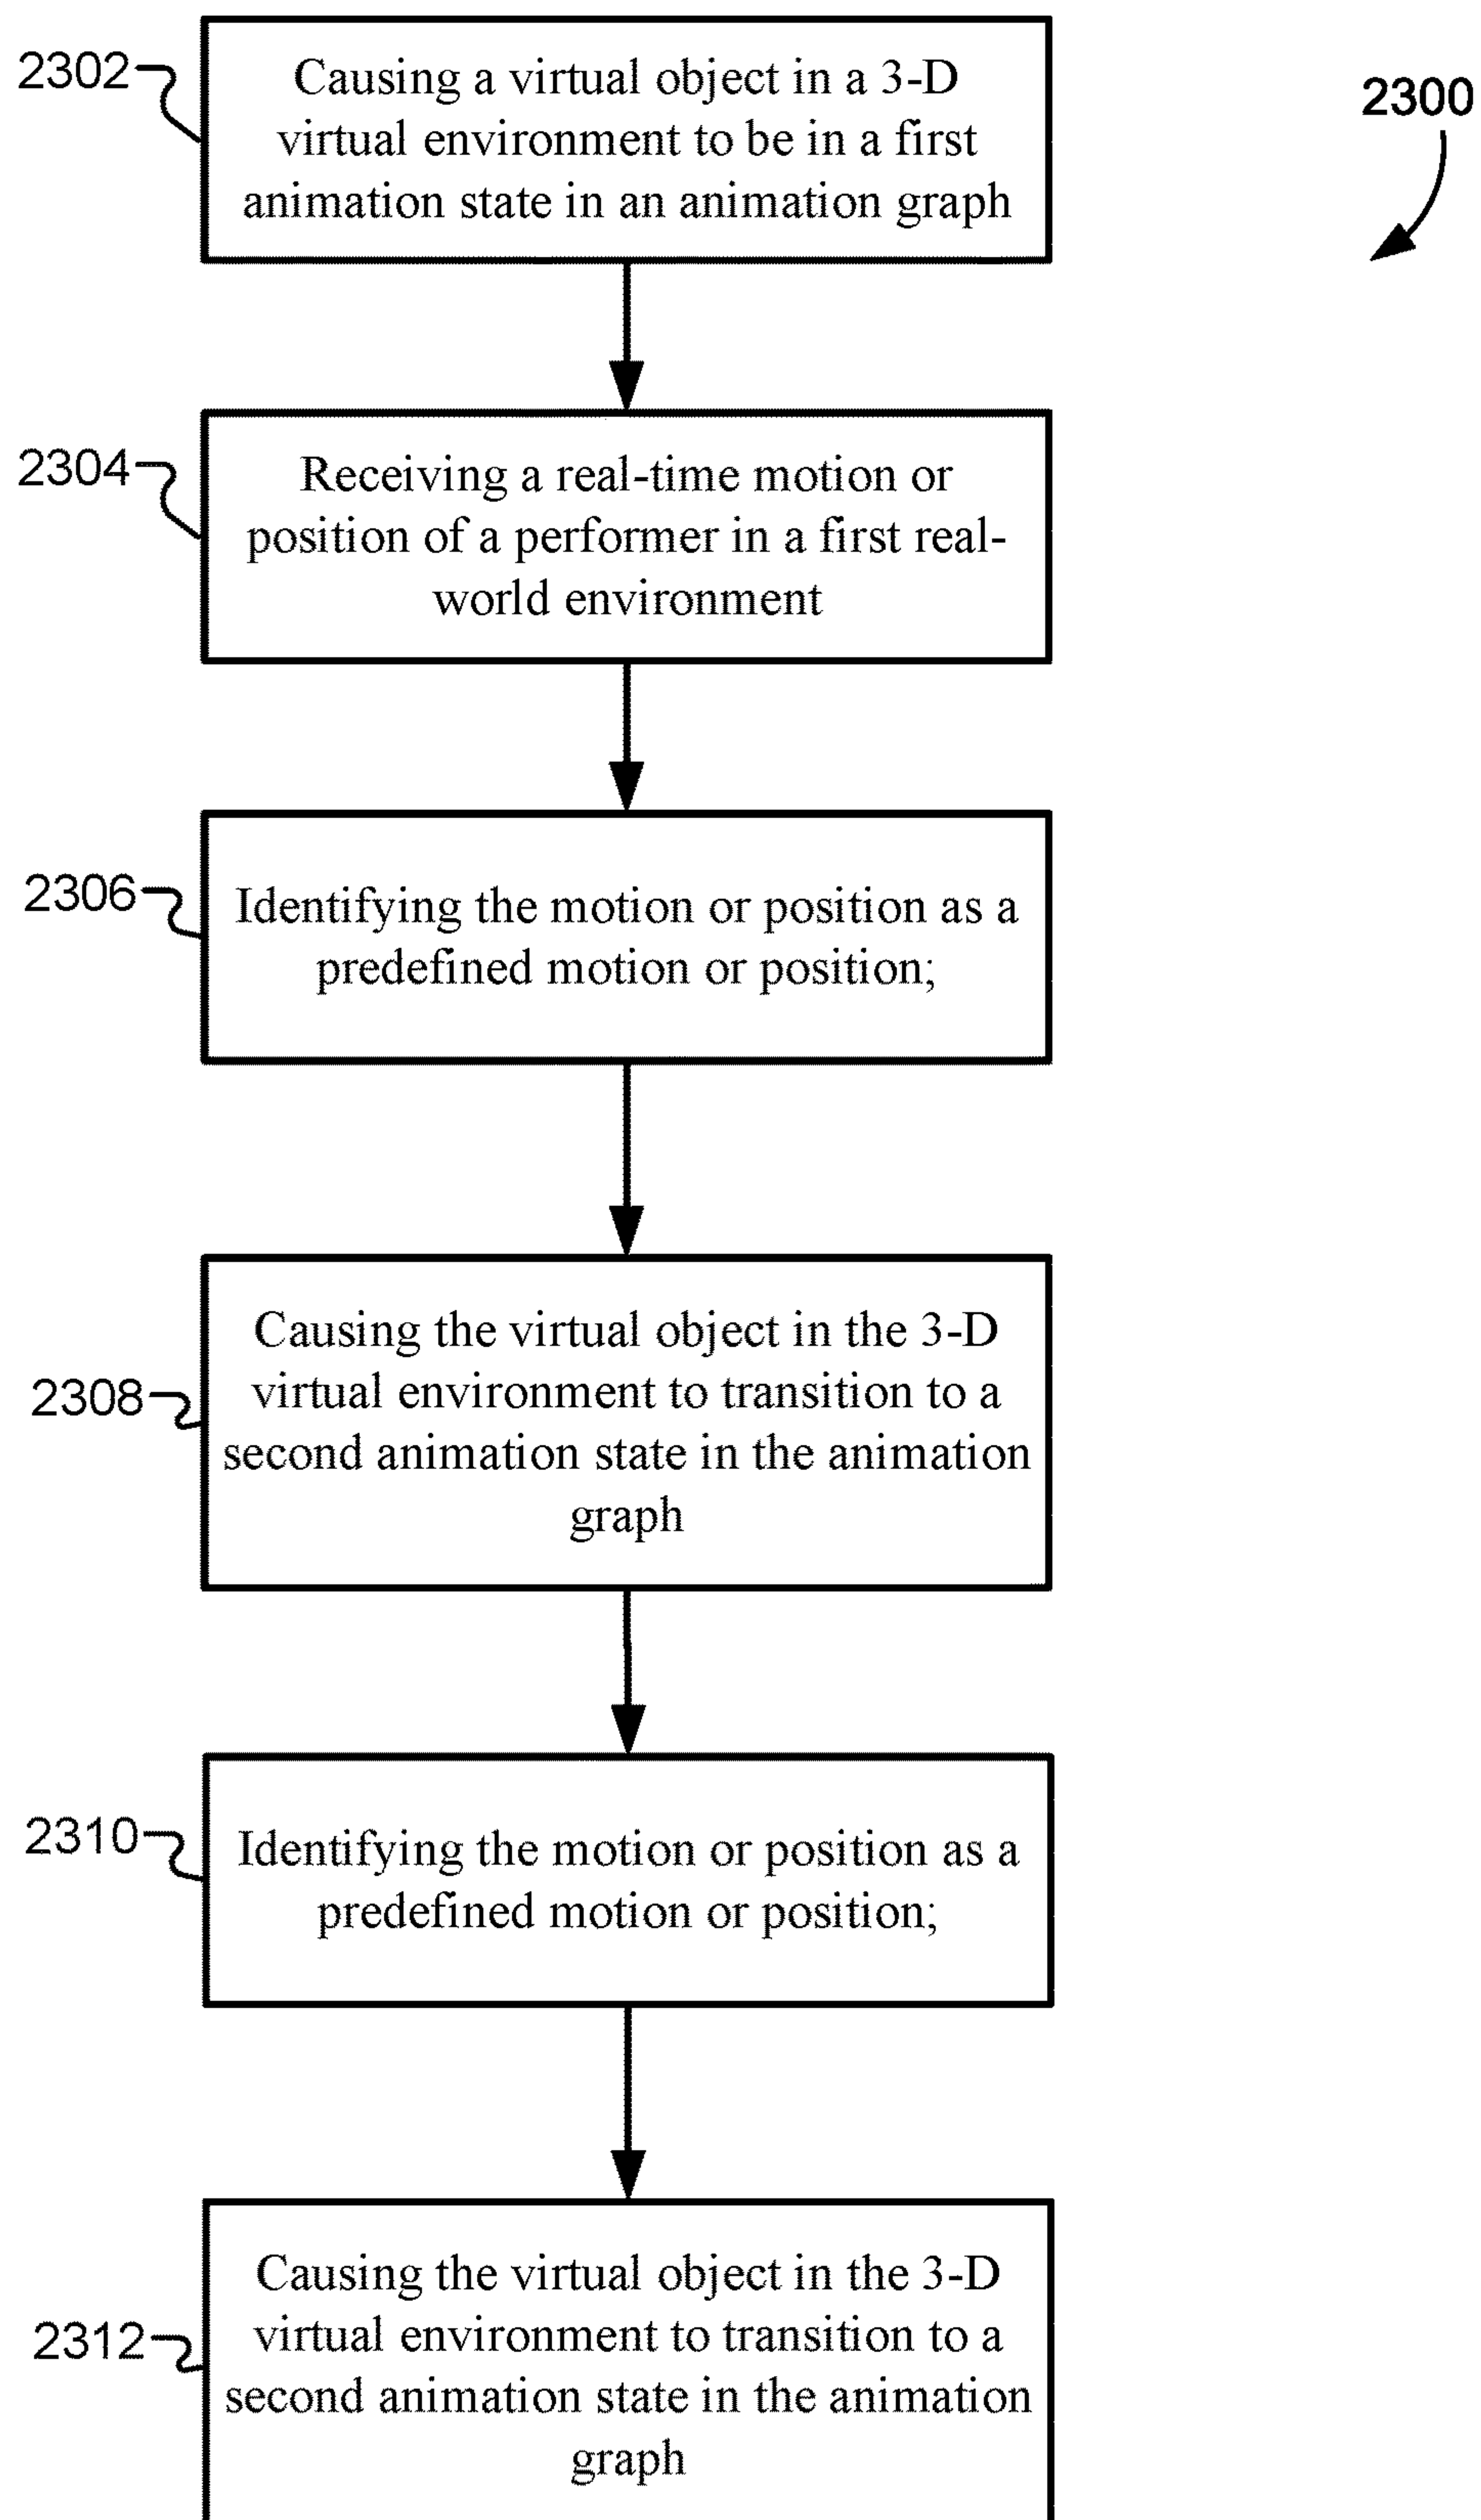 2302
Causing a virtual object in a 3-D
virtual environment to be in a first
animation state in an animation graph
2300
2304
Receiving a real-time motion or
position of a performer in a first real-
world environment
2306
Identifying the motion or position as a
predefined motion or position;
2308
Causing the virtual object in the 3-D
virtual environment to transition to a
second animation state in the animation
graph
2310
Identifying the motion or position as a
predefined motion or position;
2312
Causing the virtual object in the 3-D
virtual environment to transition to a
second animation state in the animation
graph